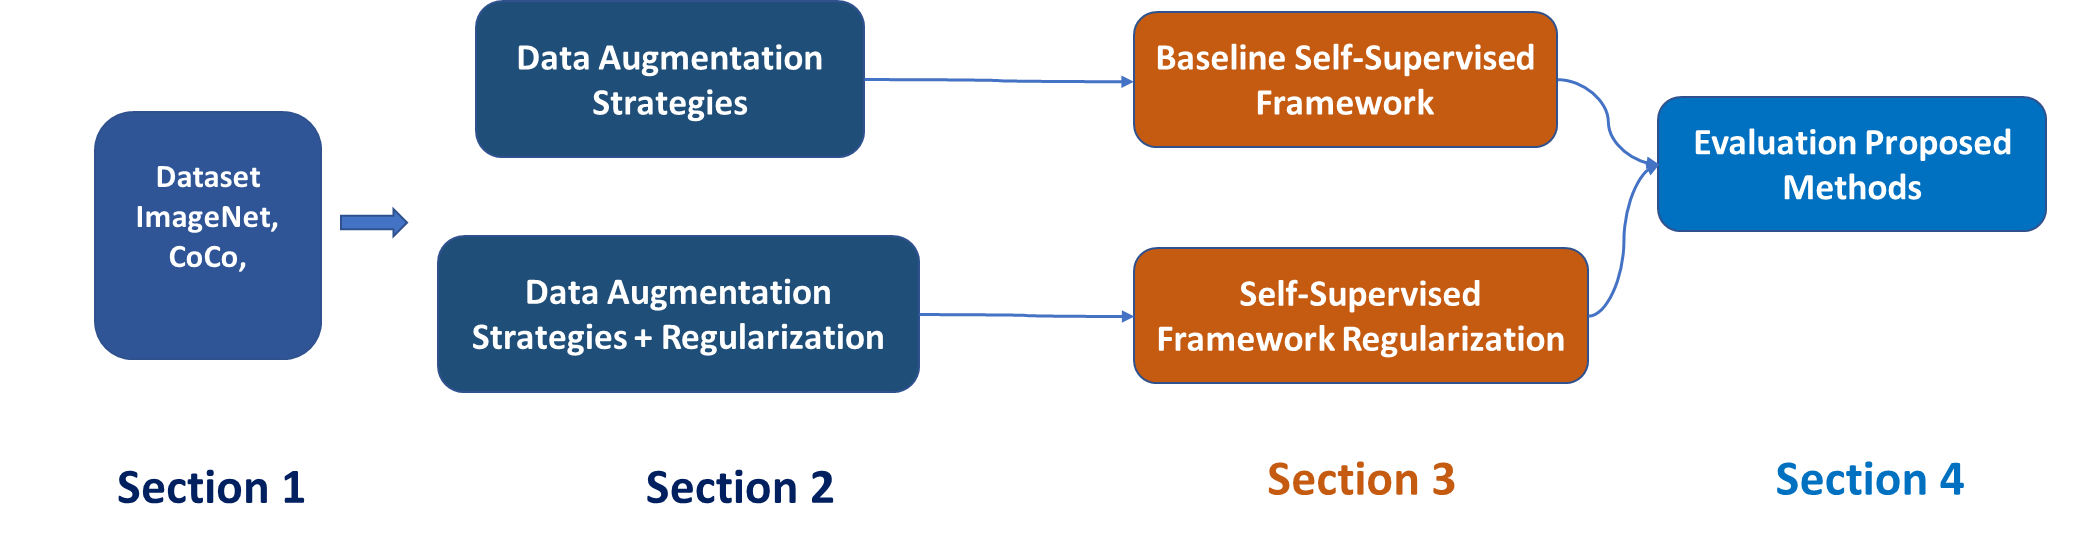 Dataset
ImageNet,
CoCo,
Data Augmentation
Strategies
Data Augmentation
Strategies + Regularization
Baseline Self-Supervised
Framework
Self-Supervised
Framework Regularization
Evaluation Proposed
Methods
Section 1
Section 2
Section 3
Section 4